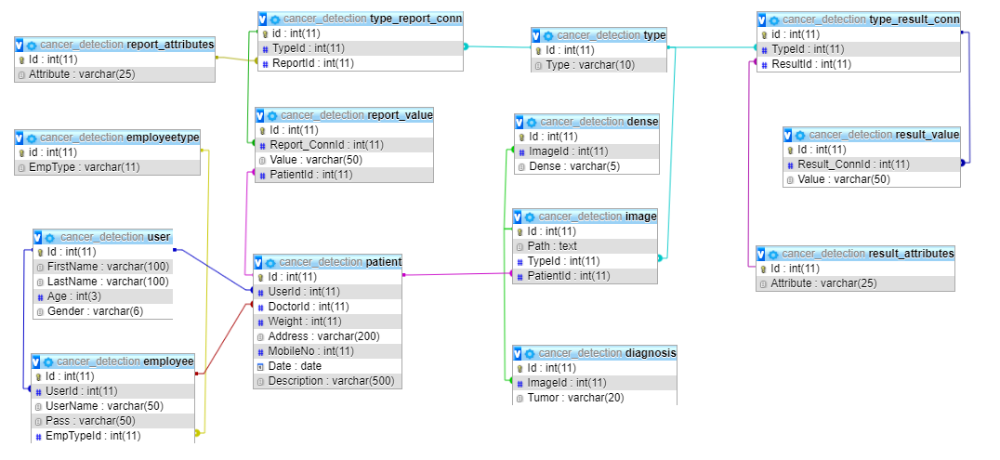 cancer_detection report_attributes
Id : int(11)
Attribute : varchar(25)
cancer_detection type_report_conn
id : int(11)
TypeId : int(11)
ReportId : int(11)
cancer_detection type
Id : int(11)
Type : varchar(10)
cancer_detection type_result_conn
id : int(11)
TypeId : int(11)
ResultId : int(11)
cancer_detection employeetype
id : int(11)
EmpType : varchar(11)
cancer_detection report_value
Id : int(11)
Report_ConnId : int(11)
Value : varchar(50)
PatientId : int(11)
cancer_detection dense
Id : int(11)
ImageId : int(11)
Dense : varchar(5)
cancer_detection result_value
Id : int(11)
Result_ConnId : int(11)
Value : varchar(50)
cancer_detection user
Id : int(11)
FirstName : varchar(100)
LastName : varchar(100)
Age : int(3)
Gender : varchar(6)
cancer_detection patient
Id : int(11)
UserId : int(11)
DoctorId : int(11)
Weight : int(11)
Address : varchar(200)
MobileNo : int(11)
Date : date
Description : varchar(500)
cancer_detection image
Id : int(11)
Path : text
TypeId : int(11)
PatientId : int(11)
cancer_detection result_attributes
Id : int(11)
Attribute : varchar(25)
cancer_detection employee
Id : int(11)
UserId : int(11)
UserName : varchar(50)
Pass : varchar(50)
EmpTypeId : int(11)
cancer_detection diagnosis
Id : int(11)
ImageId : int(11)
Tumor : varchar(20)